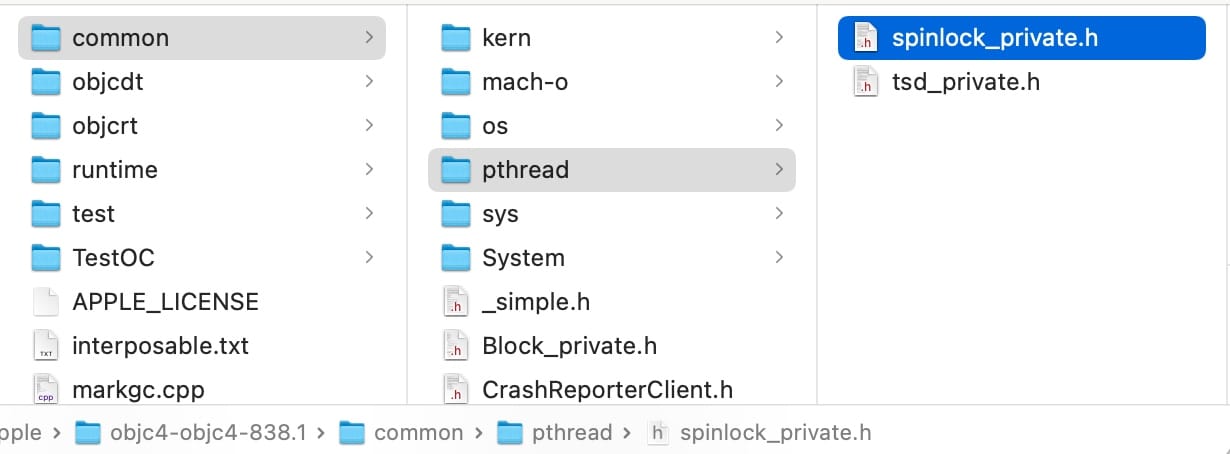 common
objcdt
objcrt
runtime
test
TestOC
APPLE_LICENSE
interposable.txt
markgc.cpp
kern
mach-o
os
pthread
sys
System
_simple.h
Block_private.h
CrashReporterClient.h
spinlock_private.h
tsd_private.h
pple › objc4-objc4-838.1 › common › pthread › spinlock_private.h